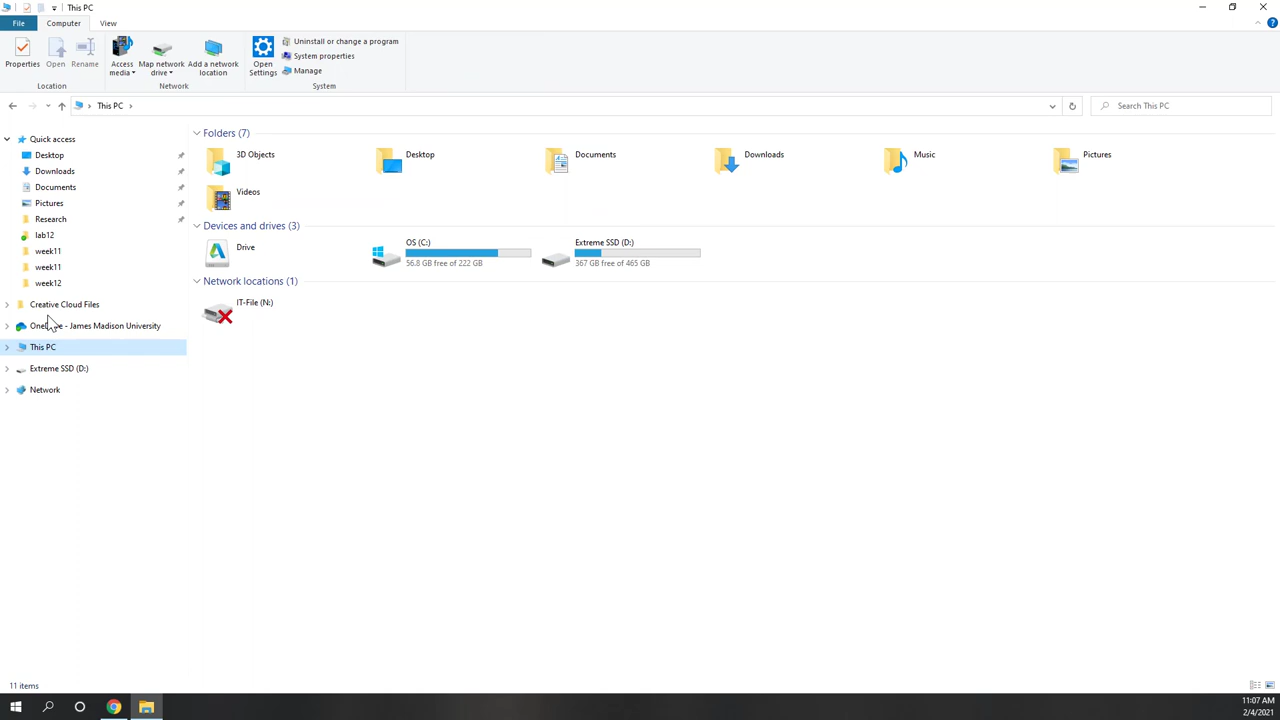 This PC
File Computer View
Properties Open Rename Access media Map network drive Add a network location Open Settings Uninstall or change a program
System properties
Manage
Location Network System
This PC Search This PC
Quick access
Desktop
Downloads
Documents
Pictures
Research
lab12
week11
week11
week12
Creative Cloud Files
OneDrive - James Madison University
This PC
Extreme SSD (D:)
Network
Folders (7)
3D Objects Desktop Documents Downloads Music Pictures
Videos
Devices and drives (3)
Drive
OS (C:)
56.8 GB free of 222 GB
Extreme SSD (D:)
367 GB free of 465 GB
Network locations (1)
IT-File (N:)
11 items
11:07 AM
2/4/2021